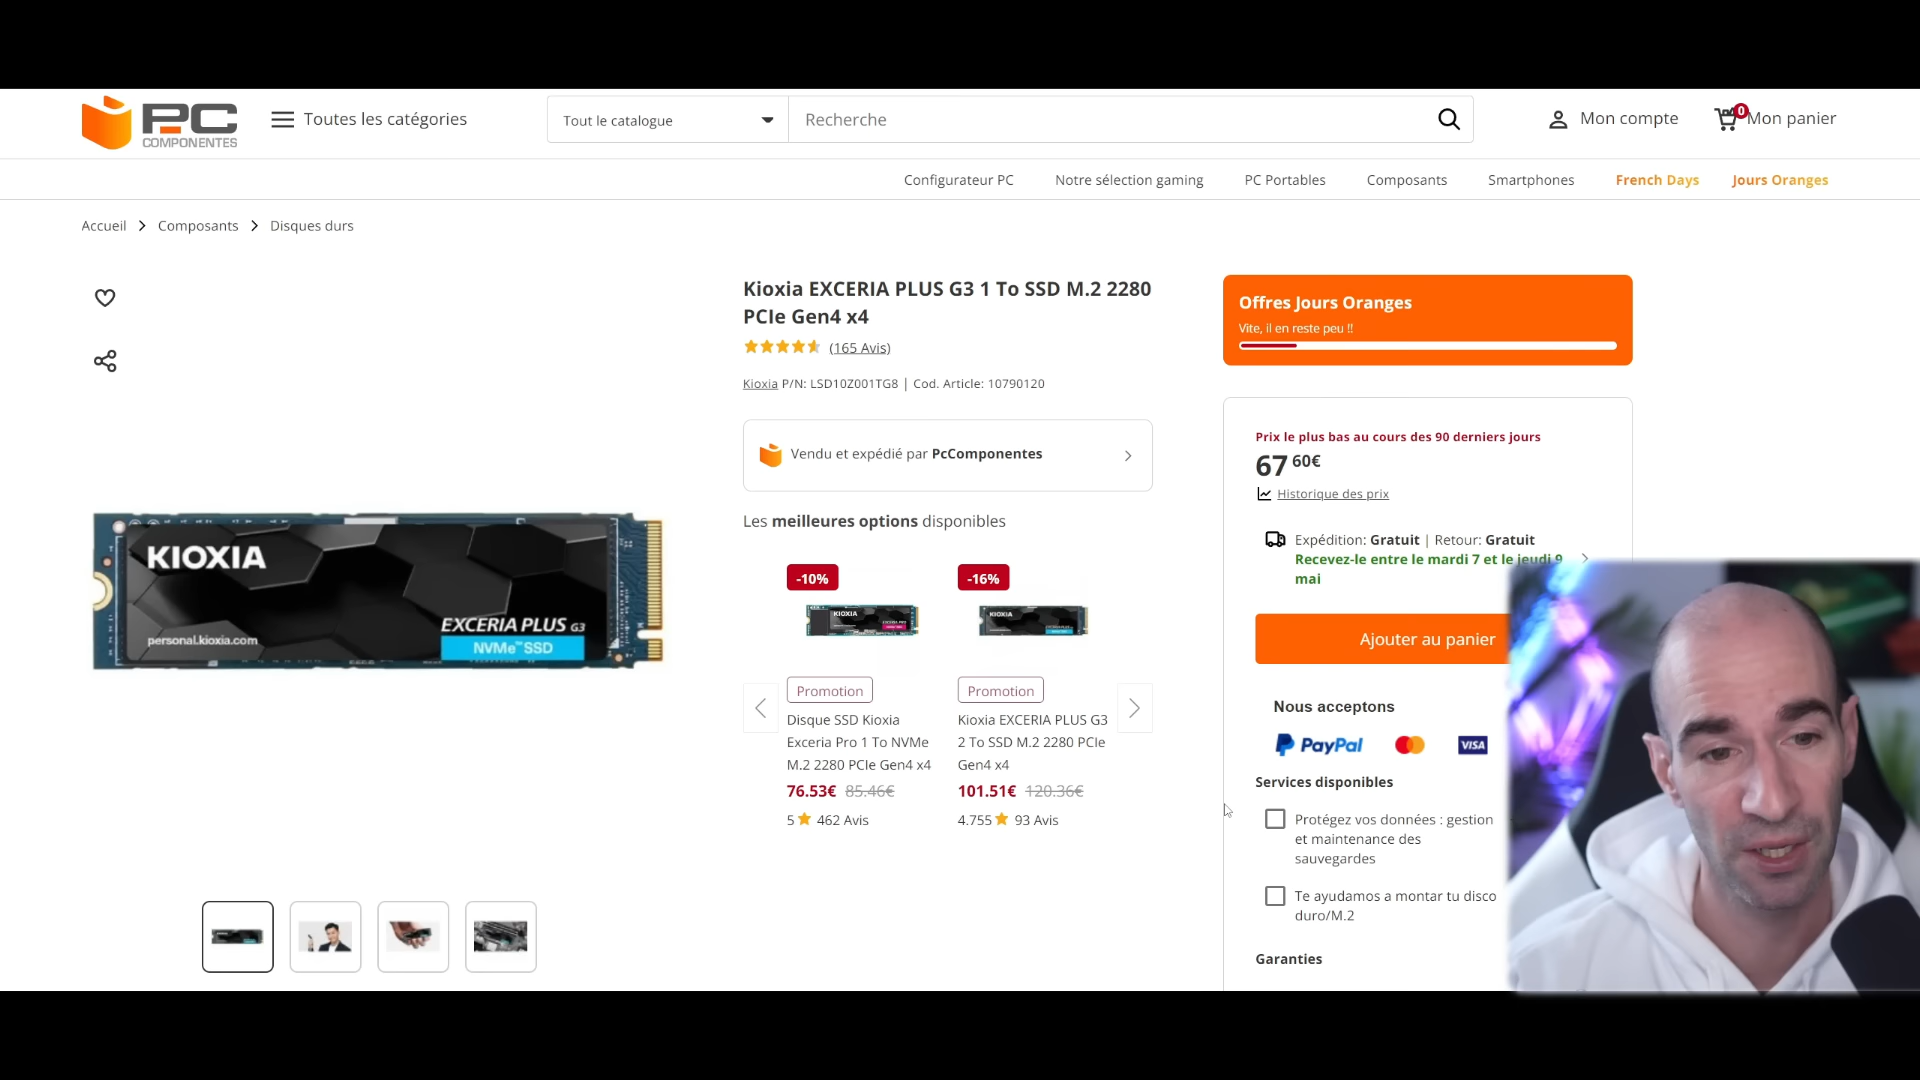 PC
COMPONENTES
Toutes les catégories
Tout le catalogue
Recherche
Mon compte
0
Mon panier
Configurateur PC
Notre sélection gaming
PC Portables
Composants
Smartphones
French Days
Jours Oranges
Accueil > Composants > Disques durs
Kioxia EXCERIA PLUS G3 1 To SSD M.2 2280
PCIe Gen4 x4
(165 Avis)
Kioxia P/N: LSD10Z001TG8 | Cod. Article: 10790120
Vendu et expédié par PcComponentes
Les meilleures options disponibles
KIOXIA
EXCERIA PLUS G3
personal.kioxia.com
NVMe™SSD
-10%
KIOXIA
Promotion
Disque SSD Kioxia
Exceria Pro 1 To NVMe
M.2 2280 PCIe Gen4 x4
76.53€ 85.46€
5 462 Avis
-16%
KIOXIA
Promotion
Kioxia EXCERIA PLUS G3
2 To SSD M.2 2280 PCIe
Gen4 x4
101.51€ 120.36€
4.755 93 Avis
Offres Jours Oranges
Vite, il en reste peu !!
Prix le plus bas au cours des 90 derniers jours
67 60€
Historique des prix
Expédition: Gratuit | Retour: Gratuit
Recevez-le entre le mardi 7 et le jeudi 9
mai
Ajouter au panier
Nous acceptons
PayPal
VISA
Services disponibles
Protégez vos données : gestion
et maintenance des
sauvegardes
Te ayudamos a montar tu disco
duro/M.2
Garanties